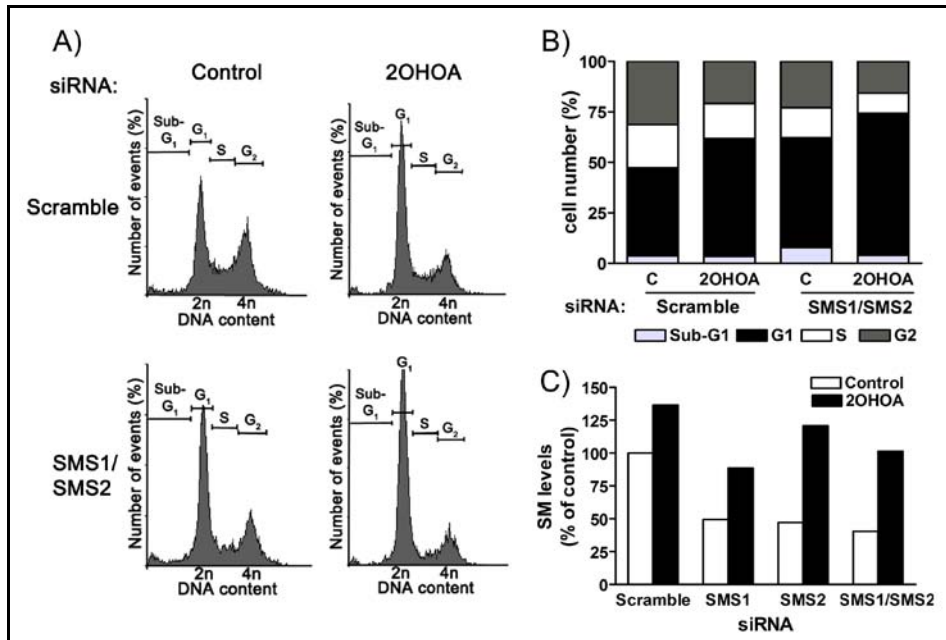 A)
siRNA:
Control
2OHOA
Scramble
Number of events (%)
Sub-
G1
G1
S
G2
2n
4n
DNA content
Number of events (%)
Sub-
G1
G1
S
G2
2n
4n
DNA content
SMS1/
SMS2
Number of events (%)
Sub-
G1
G1
S
G2
2n
4n
DNA content
Number of events (%)
Sub-
G1
G1
S
G2
2n
4n
DNA content
B)
cell number (%)
100
75
50
25
0
C 2OHOA C 2OHOA
siRNA: Scramble SMS1/SMS2
Sub-G1 G1 S G2
C)
SM levels
(% of control)
150
125
100
75
50
25
0
Control
2OHOA
Scramble SMS1 SMS2 SMS1/SMS2
siRNA